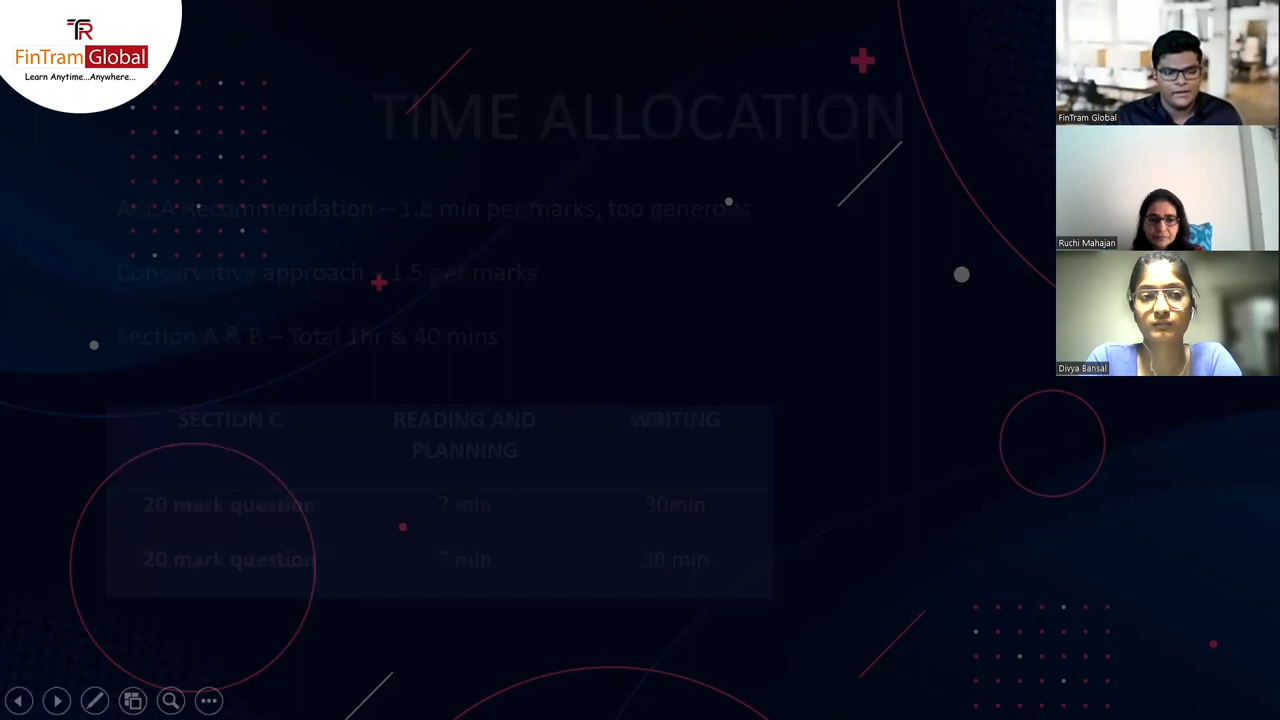 TR
FinTram Global
Learn Anytime...Anywhere...
TIME ALLOCATION
ACCA Recommendation – 1.8 min per marks, too generous
Conservative approach – 1.5 per marks
Section A & B – Total 1hr & 40 mins
SECTION C READING AND PLANNING WRITING
20 mark question 7 min 30min
20 mark question 7 min 30 min
FinTram Global
Ruchi Mahajan
Divya Bansal